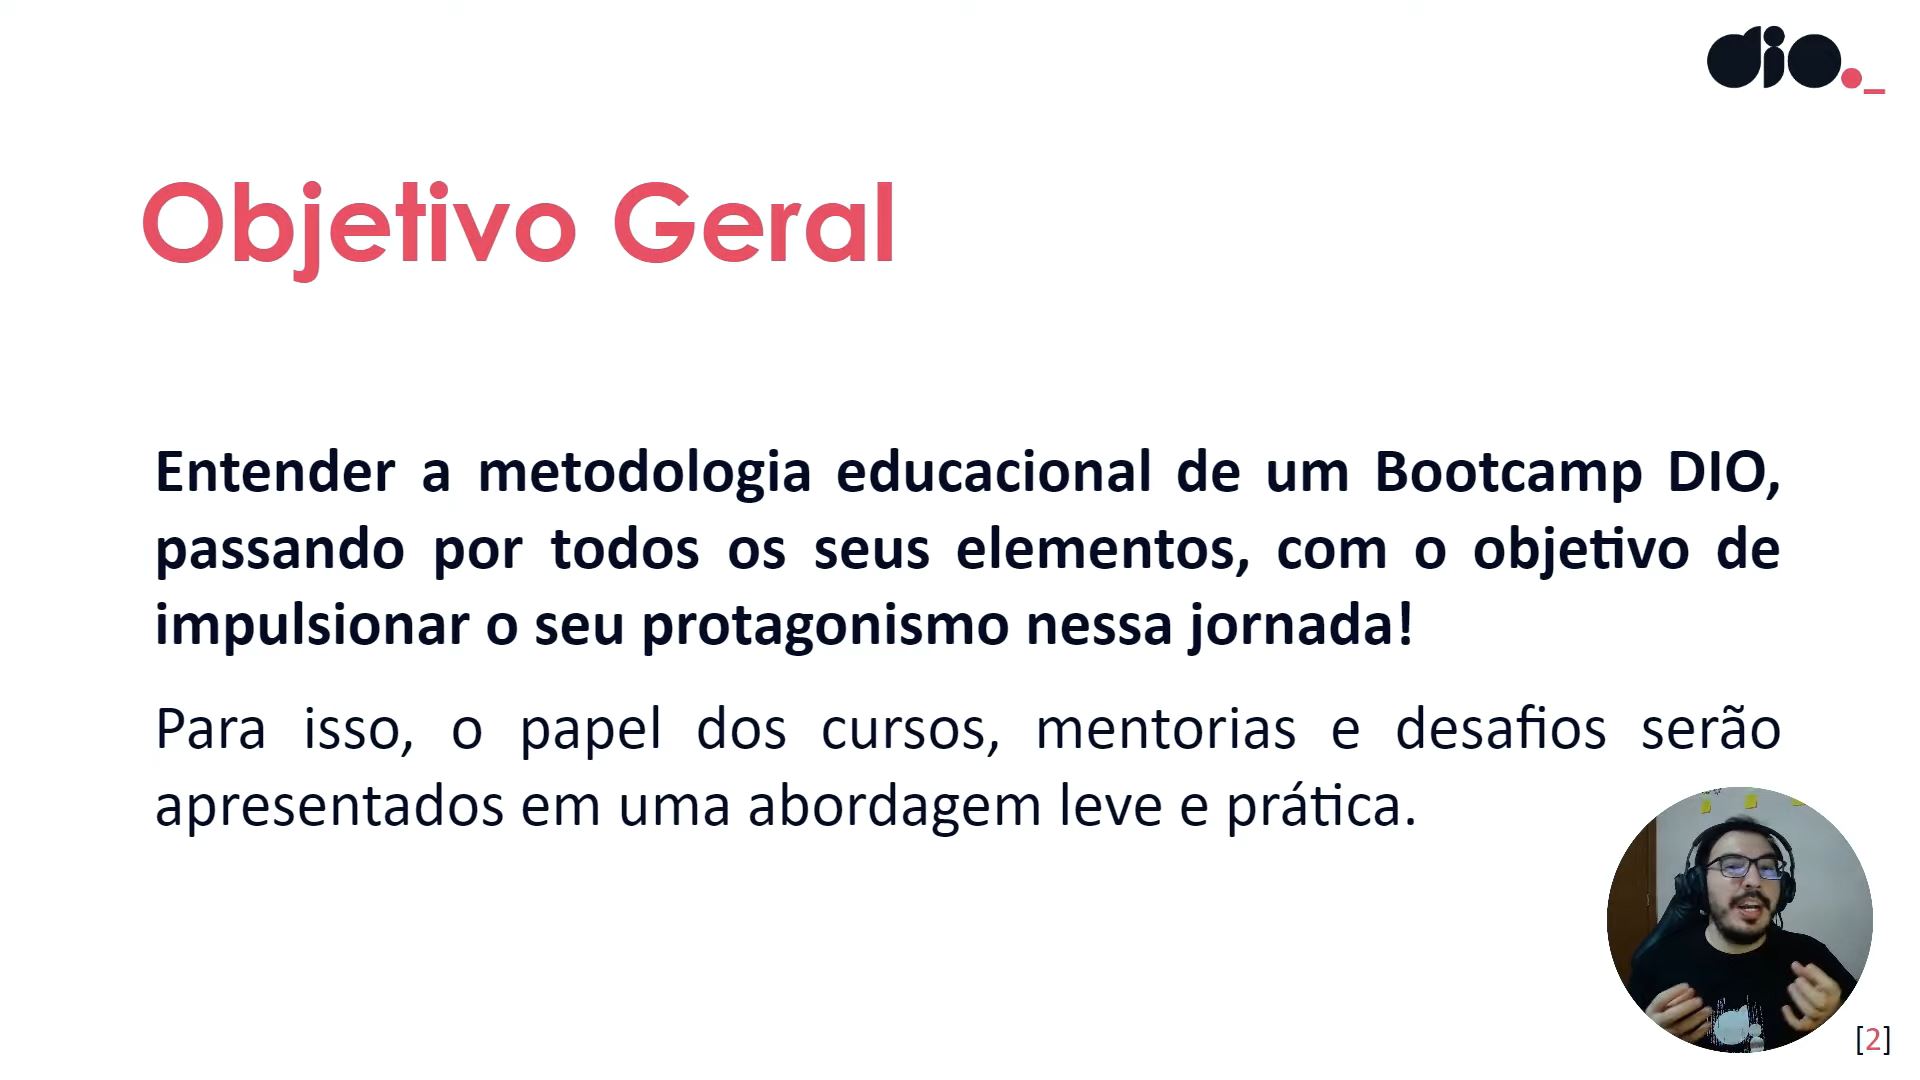 dio._
Objetivo Geral
Entender a metodologia educacional de um Bootcamp DIO,
passando por todos os seus elementos, com o objetivo de
impulsionar o seu protagonismo nessa jornada!
Para isso, o papel dos cursos, mentorias e desafios serão
apresentados em uma abordagem leve e prática.
[2]